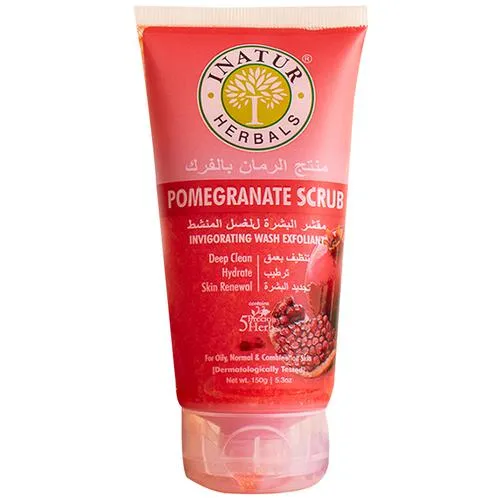 INATUR ®
HERBALS
منتج الرمان بالفرك
POMEGRANATE SCRUB
مقشر البشرة للغسل المنشط
INVIGORATING WASH EXFOLIANT
Deep Clean تنظيف بعمق
Hydrate ترطيب
Skin Renewal تجديد البشرة
contains
5 Precious
Herbs
For Oily, Normal & Combination Skin
[Dermatologically Tested]
Net wt. 150g | 5.3oz